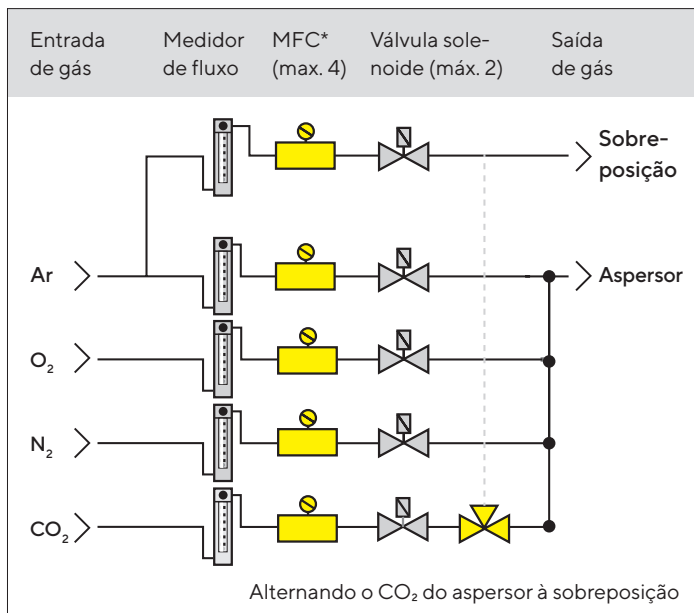 Entrada
de gás
Medidor
de fluxo
MFC*
(max. 4)
Válvula sole-
noide (máx. 2)
Saída
de gás
Sobre-
posição
Ar
Aspersor
O₂
N₂
CO₂
Alternando o CO₂ do aspersor à sobreposição